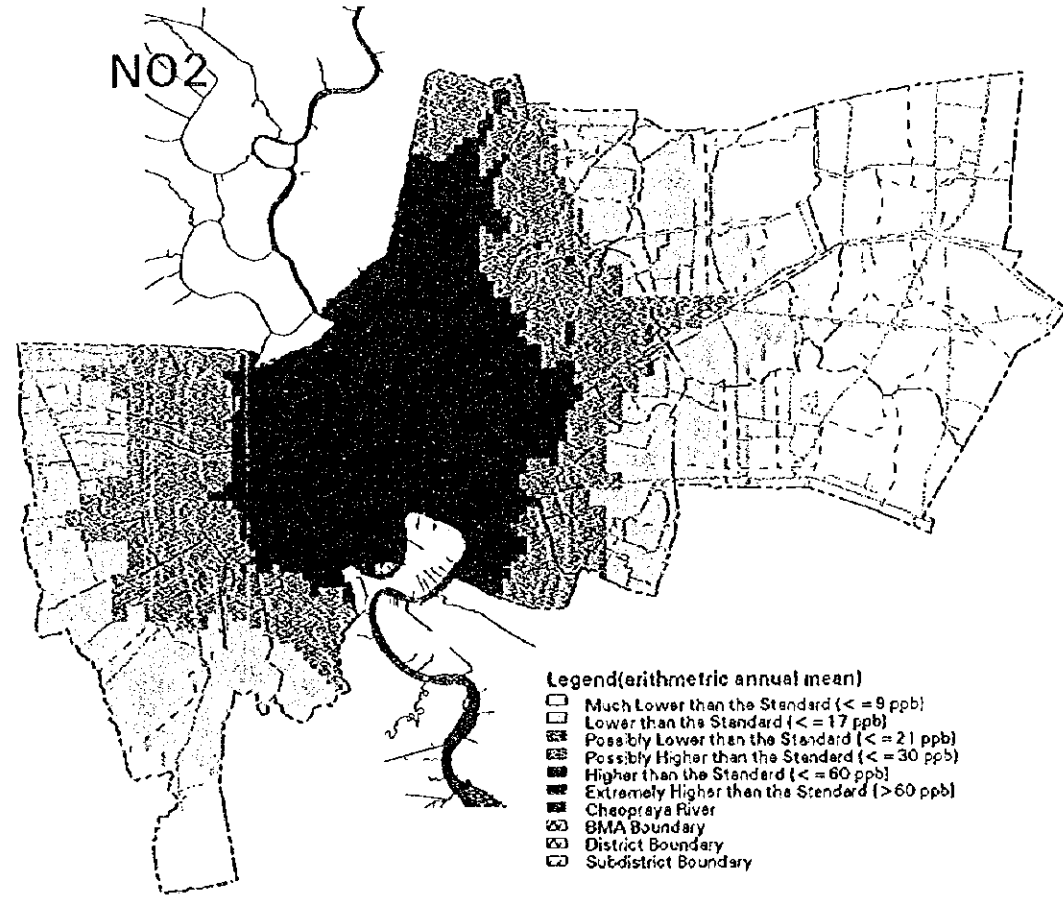 NO2
Legend(arithmetric annual mean)
Much Lower than the Standard (< = 9 ppb)
Lower than the Standard (< = 17 ppb)
Possibly Lower than the Standard (< = 21 ppb)
Possibly Higher than the Standard (< = 30 ppb)
Higher than the Standard (< = 60 ppb)
Extremely Higher than the Standard (>60 ppb)
Chaopraya River
BMA Boundary
District Boundary
Subdistrict Boundary